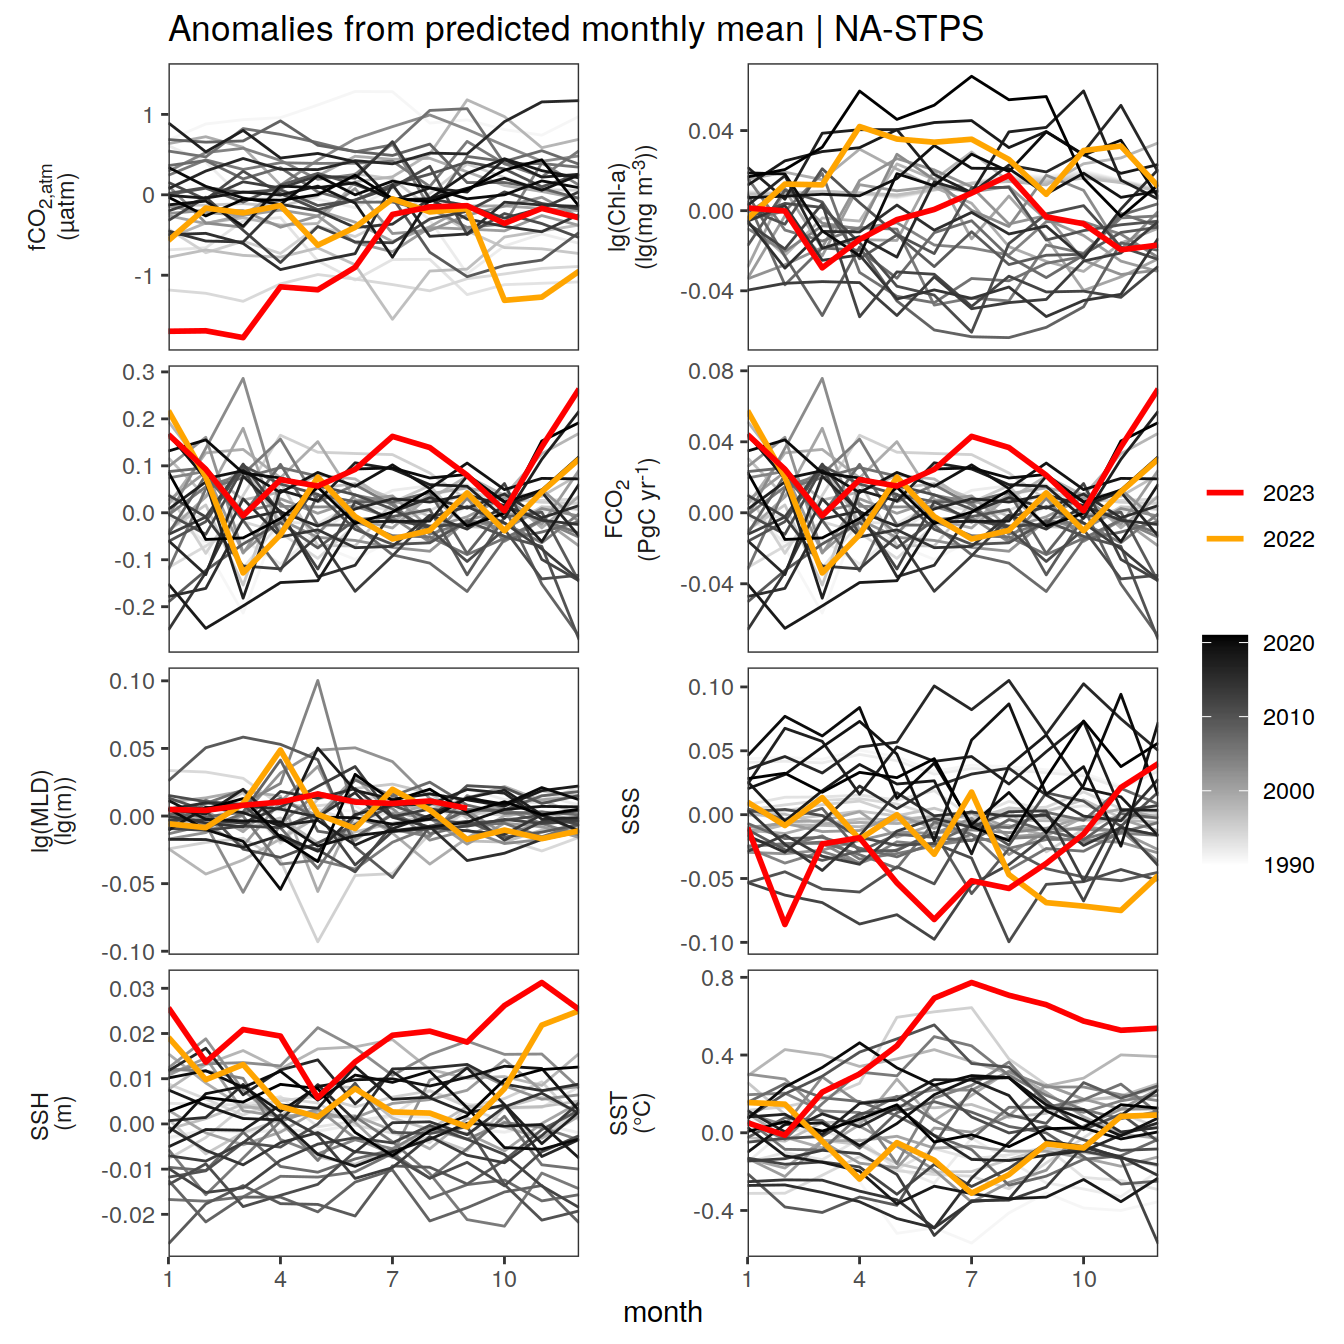 Anomalies from predicted monthly mean | NA-STPS
fCO2,atm
(µatm)
1
0
-1
lg(Chl-a)
(lg(mg m-3))
0.04
0.00
-0.04
0.3
0.2
0.1
0.0
-0.1
-0.2
FCO2
(PgC yr-1)
0.08
0.04
0.00
-0.04
lg(MLD)
(lg(m))
0.10
0.05
0.00
-0.05
-0.10
SSS
0.10
0.05
0.00
-0.05
-0.10
SSH
(m)
0.03
0.02
0.01
0.00
-0.01
-0.02
SST
(°C)
0.8
0.4
0.0
-0.4
1 4 7 10
1 4 7 10
month
2023
2022
2020
2010
2000
1990